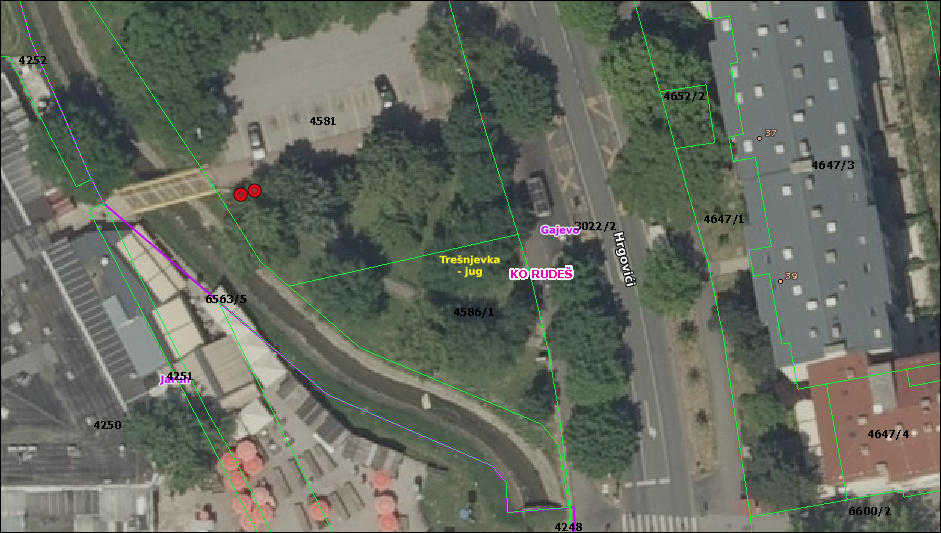 4252
4581
4652/2
37
4647/3
4647/1
3022/2
Gajevo
Hrgovići
Trešnjevka
- jug
KO RUDEŠ
39
6563/5
4586/1
Jarun
4251
4250
4647/4
6600/2
4248